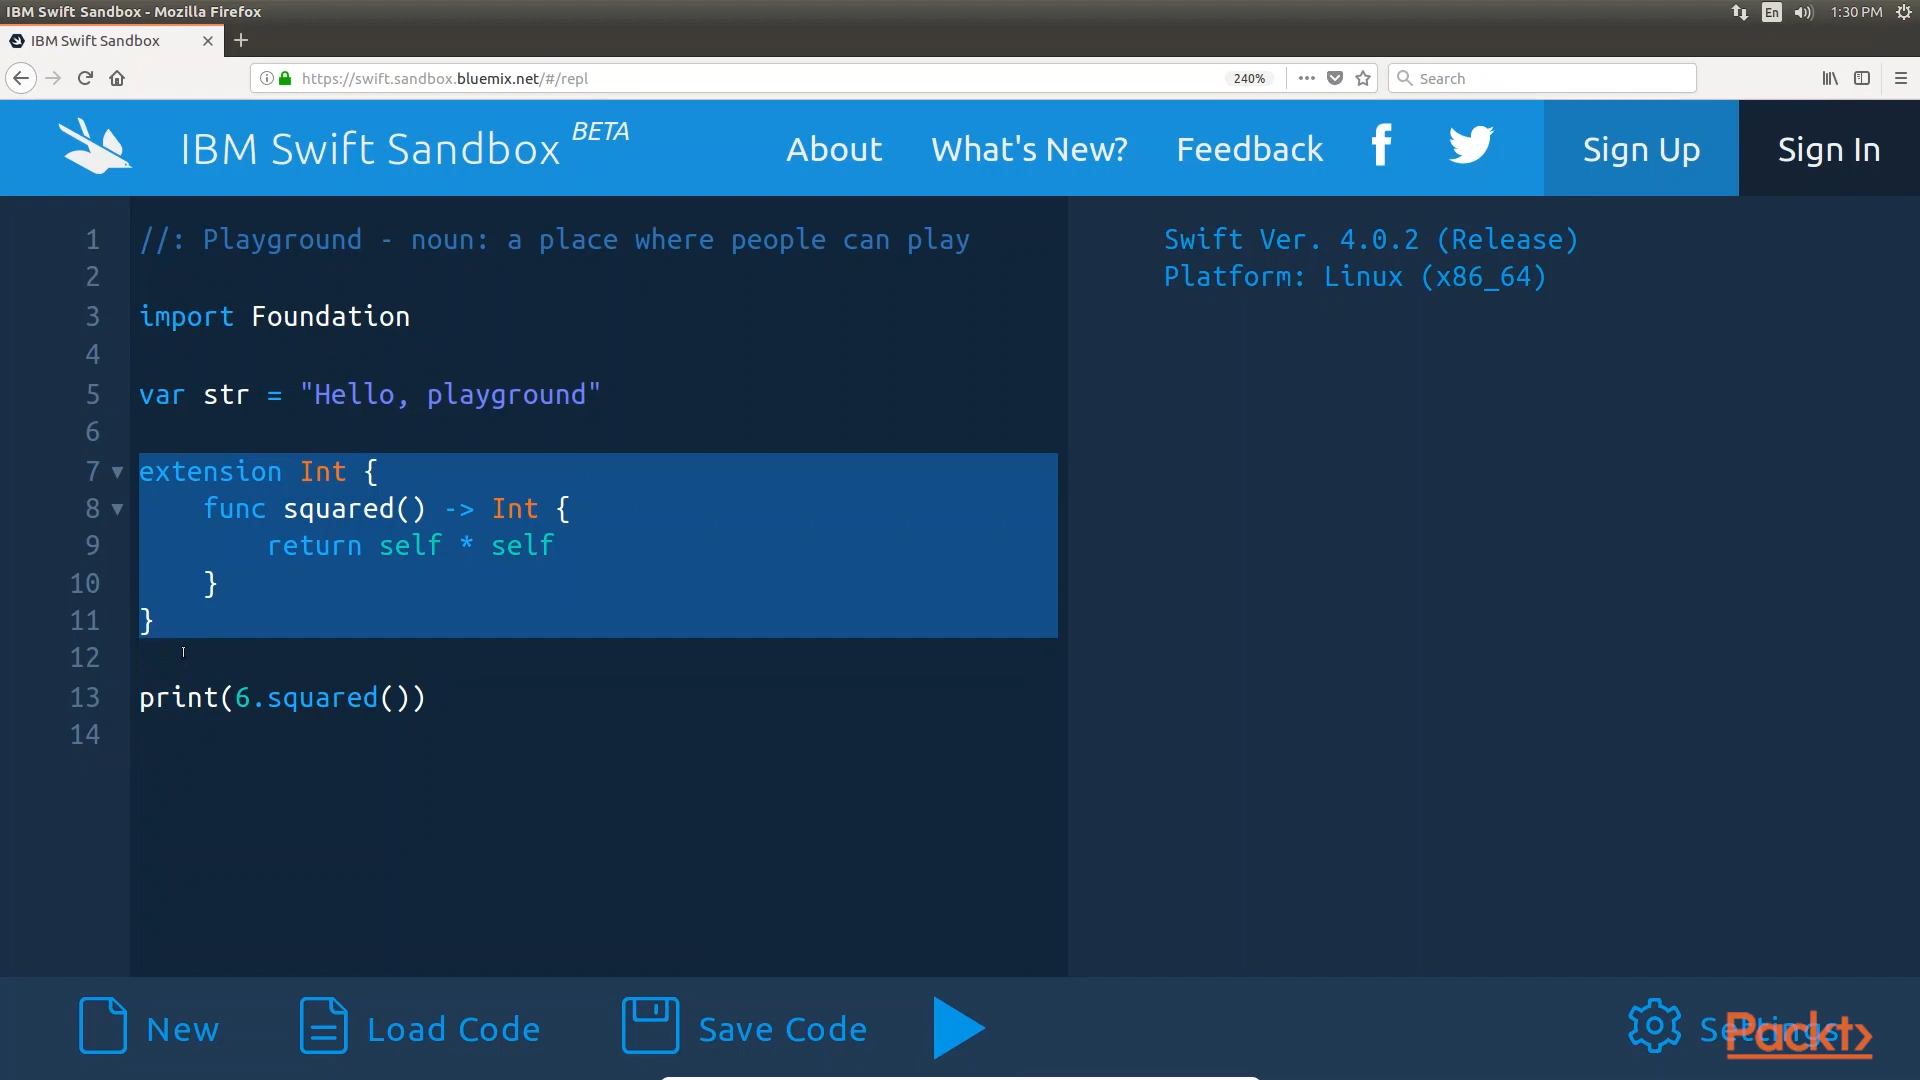 IBM Swift Sandbox - Mozilla Firefox
En
1:30 PM
IBM Swift Sandbox
https://swift.sandbox.bluemix.net/#/repl
240%
Search
IBM Swift Sandbox BETA
About
What's New?
Feedback
Sign Up
Sign In
1 //: Playground - noun: a place where people can play
2
3 import Foundation
4
5 var str = "Hello, playground"
6
7 extension Int {
8     func squared() -> Int {
9         return self * self
10     }
11 }
12
13 print(6.squared())
14
Swift Ver. 4.0.2 (Release)
Platform: Linux (x86_64)
New
Load Code
Save Code
Settings
Packt>